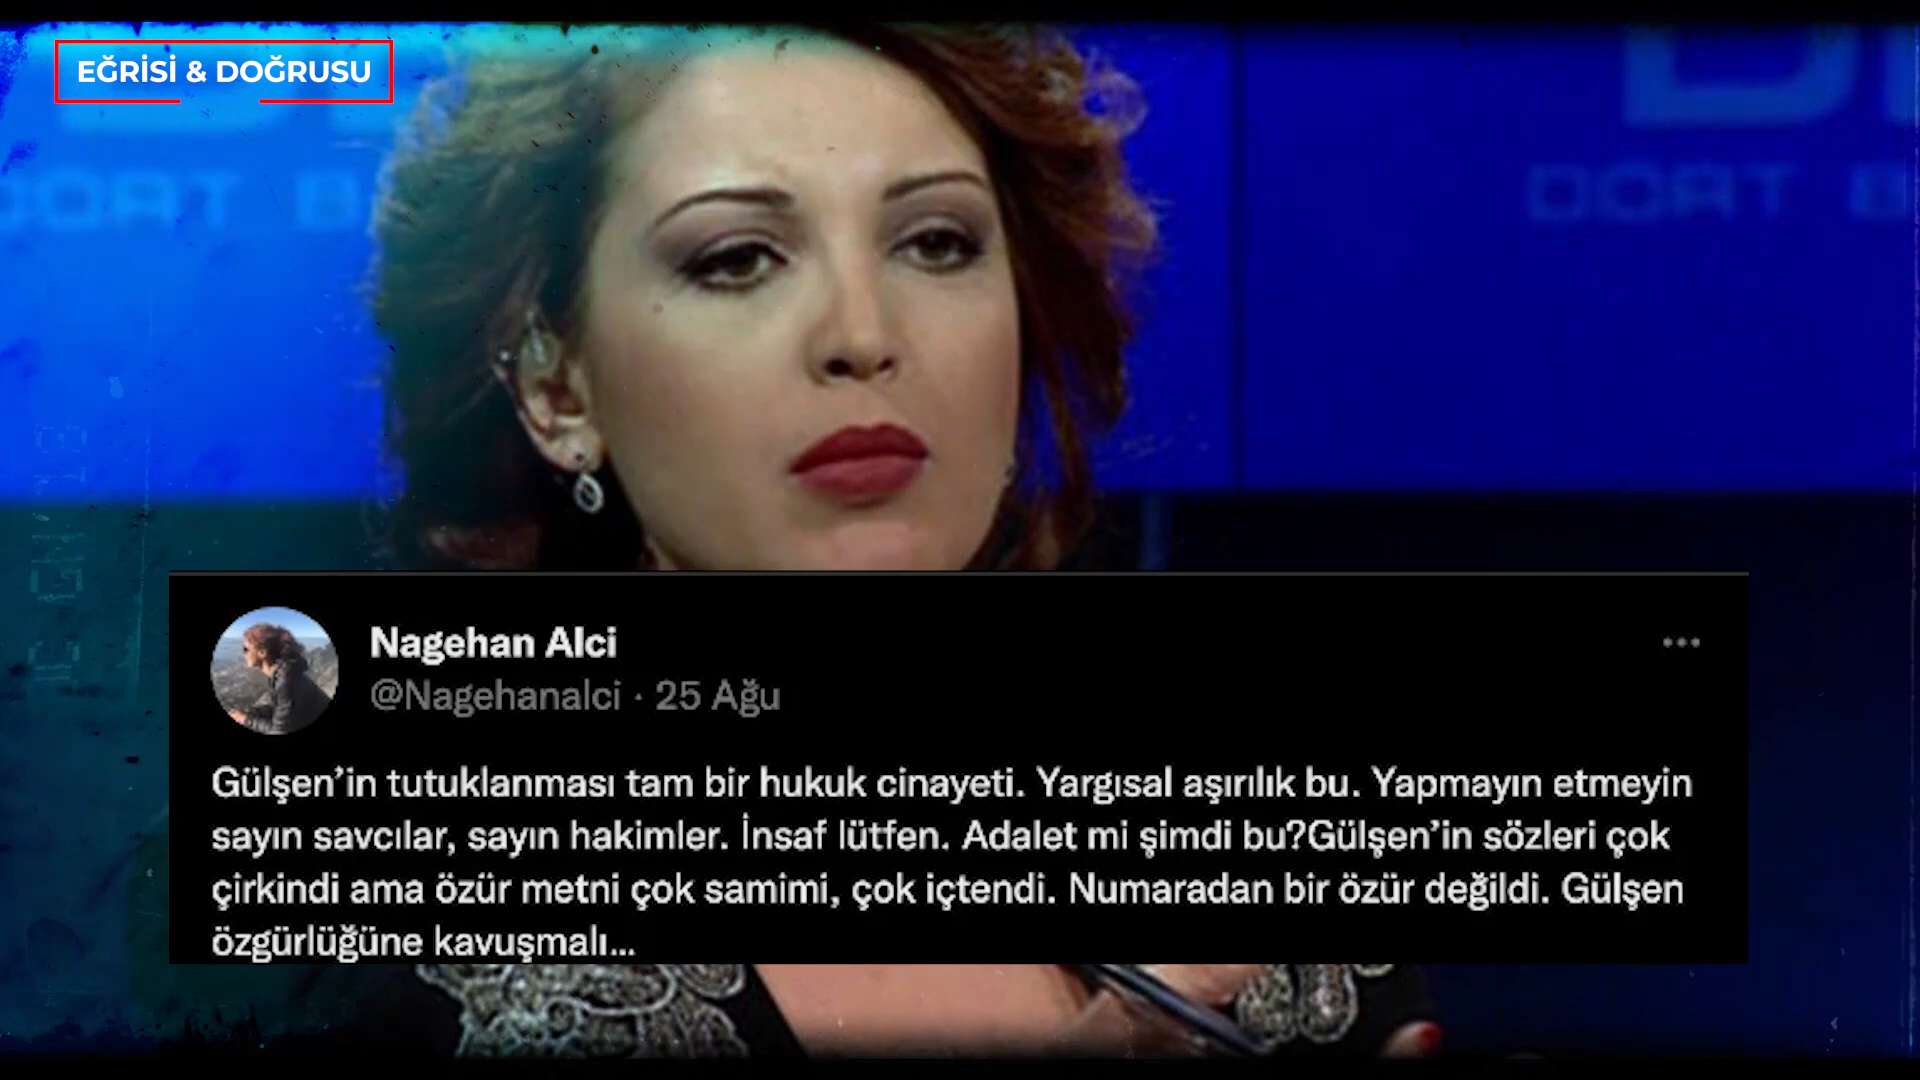 EĞRİSİ & DOĞRUSU
DÖRT B
DÖRT B
Nagehan Alci
@Nagehanalci · 25 Ağu
Gülşen’in tutuklanması tam bir hukuk cinayeti. Yargısal aşırılık bu. Yapmayın etmeyin
sayın savcılar, sayın hakimler. İnsaf lütfen. Adalet mi şimdi bu?Gülşen’in sözleri çok
çirkindi ama özür metni çok samimi, çok içtendi. Numaradan bir özür değildi. Gülşen
özgürlüğüne kavuşmalı...